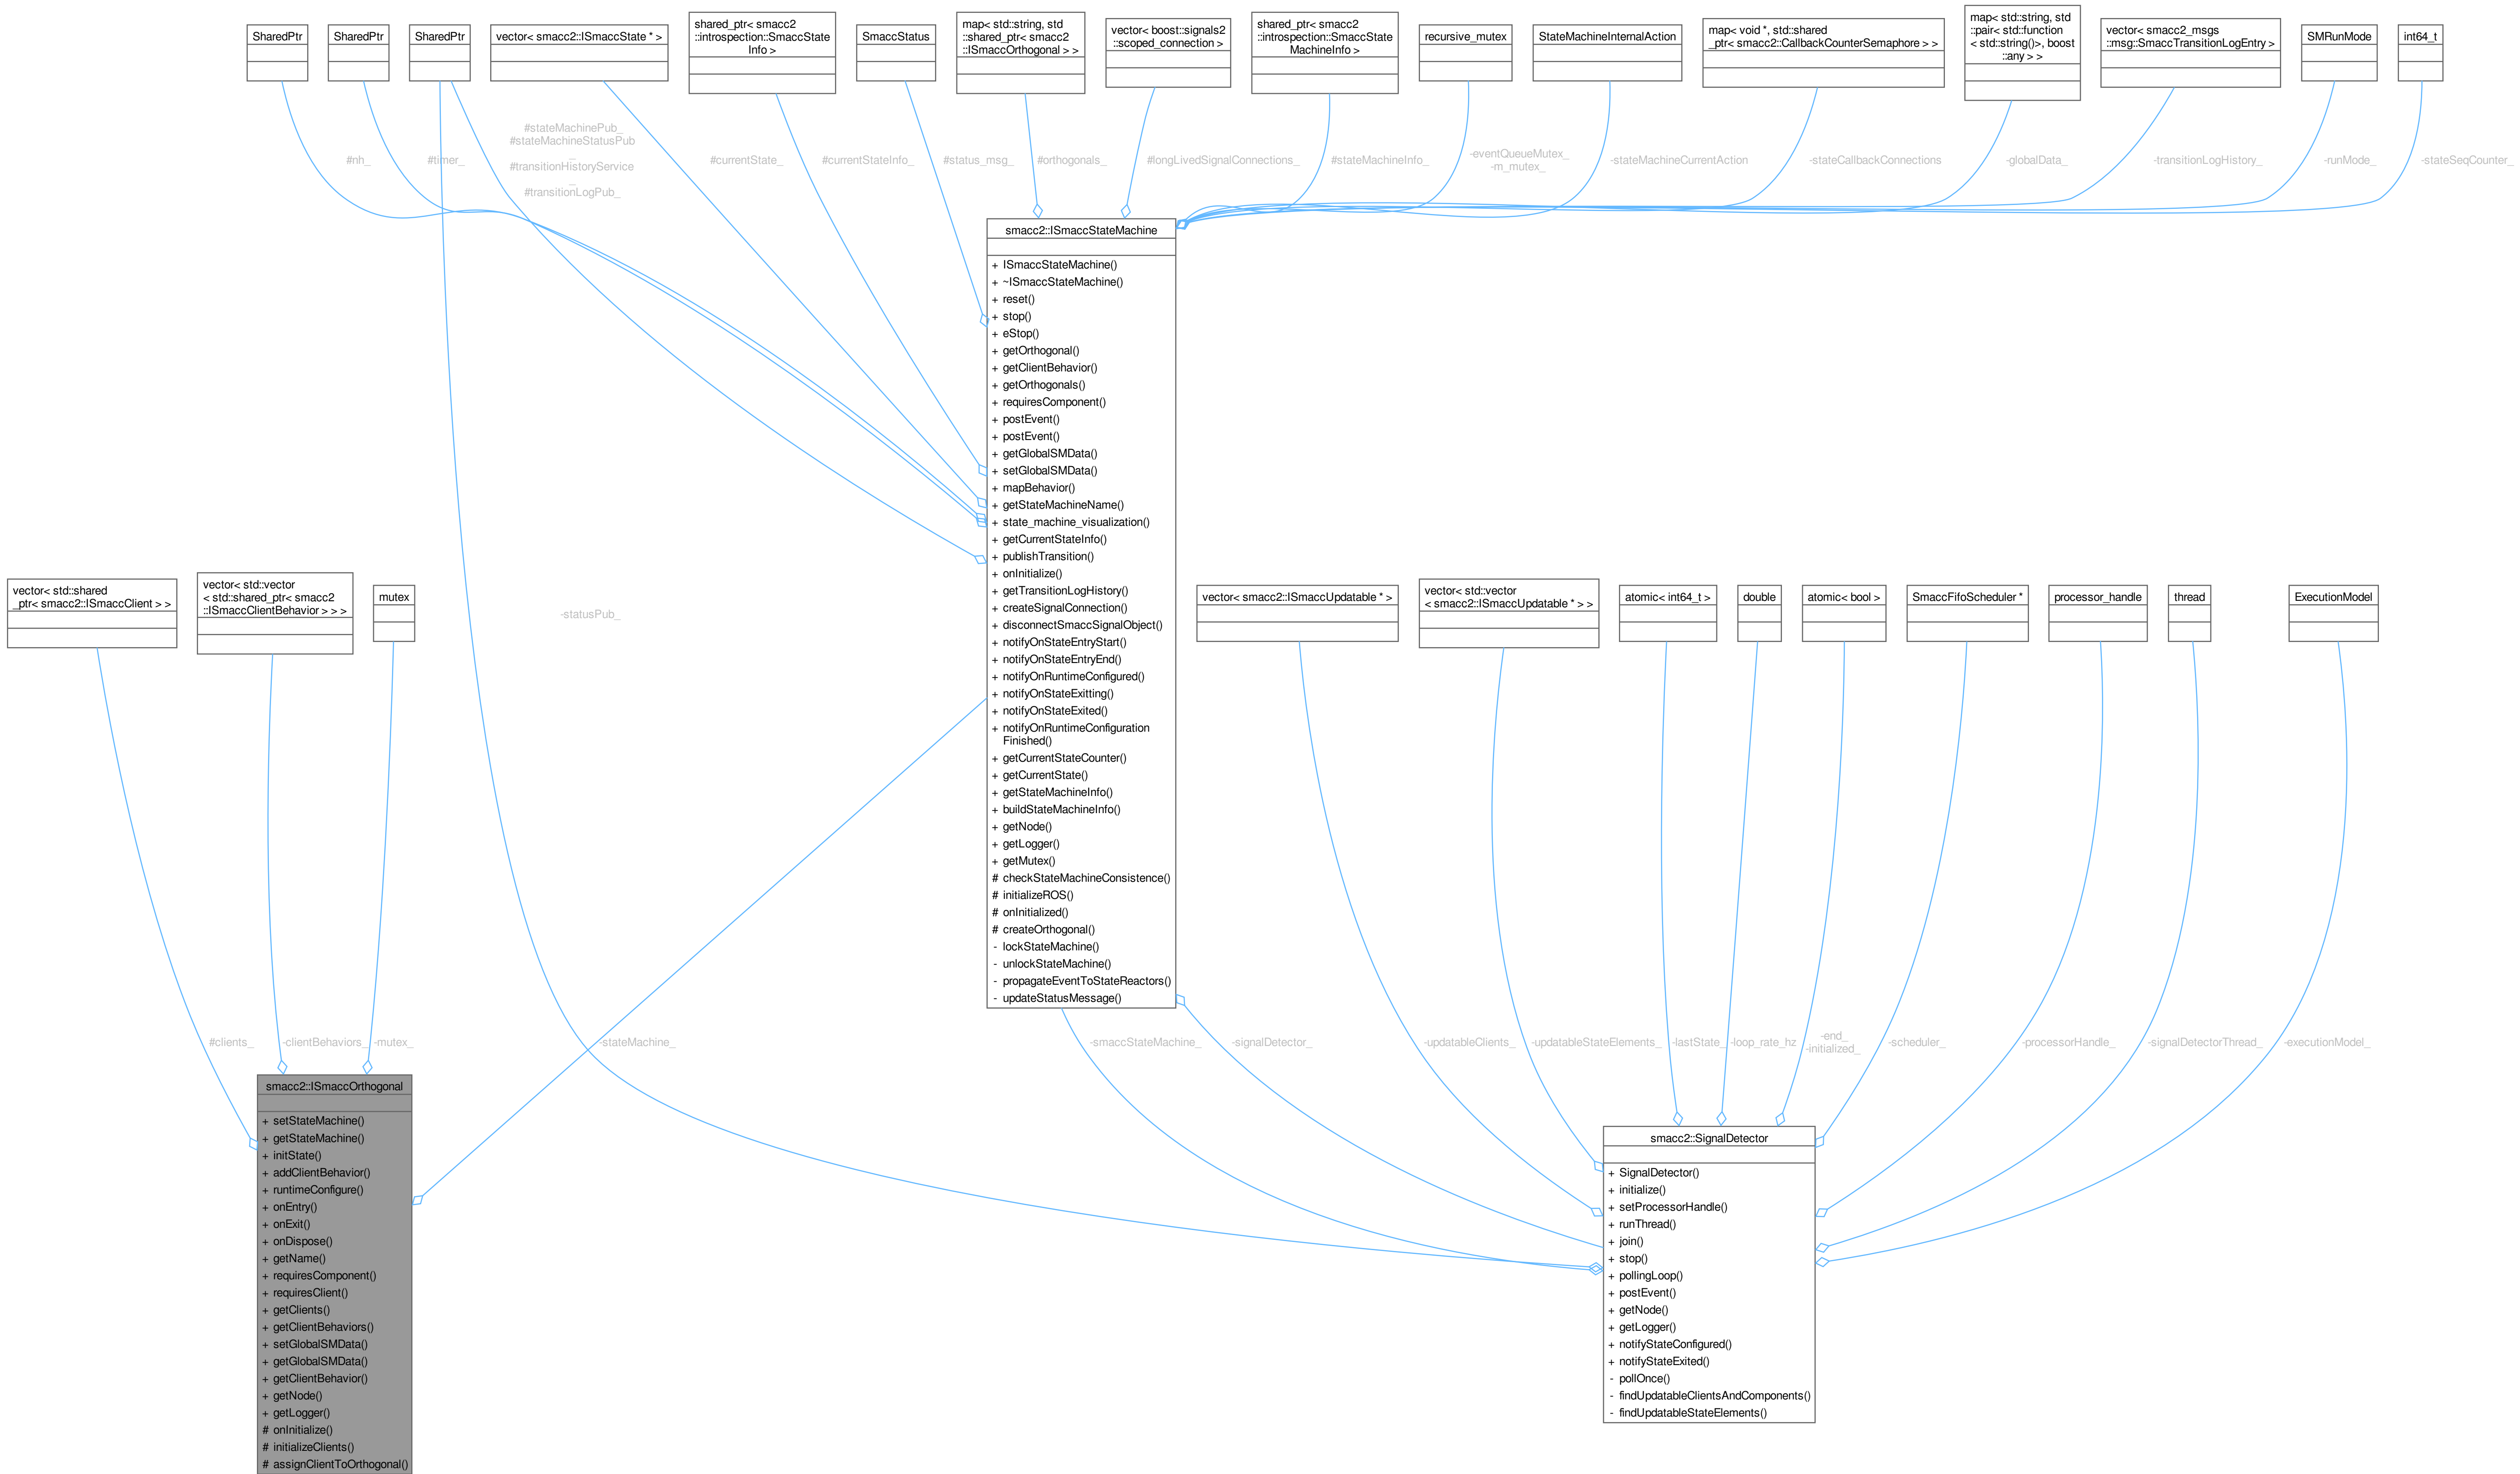 SharedPtr
SharedPtr
SharedPtr
vector< smacc2::ISmaccState * >
shared_ptr< smacc2
::introspection::SmaccState
Info >
SmaccStatus
map< std::string, std
::shared_ptr< smacc2
::ISmaccOrthogonal > >
vector< boost::signals2
::scoped_connection >
shared_ptr< smacc2
::introspection::SmaccState
MachineInfo >
recursive_mutex
StateMachineInternalAction
map< void *, std::shared
_ptr< smacc2::CallbackCounterSemaphore > >
map< std::string, std
::pair< std::function
< std::string()>, boost
::any > >
vector< smacc2_msgs
::msg::SmaccTransitionLogEntry >
SMRunMode
int64_t
#nh_
#timer_
#stateMachinePub_
#stateMachineStatusPub
_
#transitionHistoryService
_
#transitionLogPub_
#currentState_
#currentStateInfo_
#status_msg_
#orthogonals_
#longLivedSignalConnections_
#stateMachineInfo_
-eventQueueMutex_
-m_mutex_
-stateMachineCurrentAction
-stateCallbackConnections
-globalData_
-transitionLogHistory_
-runMode_
-stateSeqCounter_
smacc2::ISmaccStateMachine
+ ISmaccStateMachine()
+ ~ISmaccStateMachine()
+ reset()
+ stop()
+ eStop()
+ getOrthogonal()
+ getClientBehavior()
+ getOrthogonals()
+ requiresComponent()
+ postEvent()
+ postEvent()
+ getGlobalSMData()
+ setGlobalSMData()
+ mapBehavior()
+ getStateMachineName()
+ state_machine_visualization()
+ getCurrentStateInfo()
+ publishTransition()
+ onInitialize()
+ getTransitionLogHistory()
+ createSignalConnection()
+ disconnectSmaccSignalObject()
+ notifyOnStateEntryStart()
+ notifyOnStateEntryEnd()
+ notifyOnRuntimeConfigured()
+ notifyOnStateExitting()
+ notifyOnStateExited()
+ notifyOnRuntimeConfiguration
Finished()
+ getCurrentStateCounter()
+ getCurrentState()
+ getStateMachineInfo()
+ buildStateMachineInfo()
+ getNode()
+ getLogger()
+ getMutex()
# checkStateMachineConsistence()
# initializeROS()
# onInitialized()
# createOrthogonal()
- lockStateMachine()
- unlockStateMachine()
- propagateEventToStateReactors()
- updateStatusMessage()
vector< std::shared
_ptr< smacc2::ISmaccClient > >
vector< std::vector
< std::shared_ptr< smacc2
::ISmaccClientBehavior > > >
mutex
-statusPub_
vector< smacc2::ISmaccUpdatable * >
vector< std::vector
< smacc2::ISmaccUpdatable * > >
atomic< int64_t >
double
atomic< bool >
SmaccFifoScheduler *
processor_handle
thread
ExecutionModel
#clients_
-clientBehaviors_
-mutex_
-stateMachine_
-smaccStateMachine_
-signalDetector_
-updatableClients_
-updatableStateElements_
-lastState_
-loop_rate_hz
-end_
-initialized_
-scheduler_
-processorHandle_
-signalDetectorThread_
-executionModel_
smacc2::ISmaccOrthogonal
+ setStateMachine()
+ getStateMachine()
+ initState()
+ addClientBehavior()
+ runtimeConfigure()
+ onEntry()
+ onExit()
+ onDispose()
+ getName()
+ requiresComponent()
+ requiresClient()
+ getClients()
+ getClientBehaviors()
+ setGlobalSMData()
+ getGlobalSMData()
+ getClientBehavior()
+ getNode()
+ getLogger()
# onInitialize()
# initializeClients()
# assignClientToOrthogonal()
smacc2::SignalDetector
+ SignalDetector()
+ initialize()
+ setProcessorHandle()
+ runThread()
+ join()
+ stop()
+ pollingLoop()
+ postEvent()
+ getNode()
+ getLogger()
+ notifyStateConfigured()
+ notifyStateExited()
- pollOnce()
- findUpdatableClientsAndComponents()
- findUpdatableStateElements()